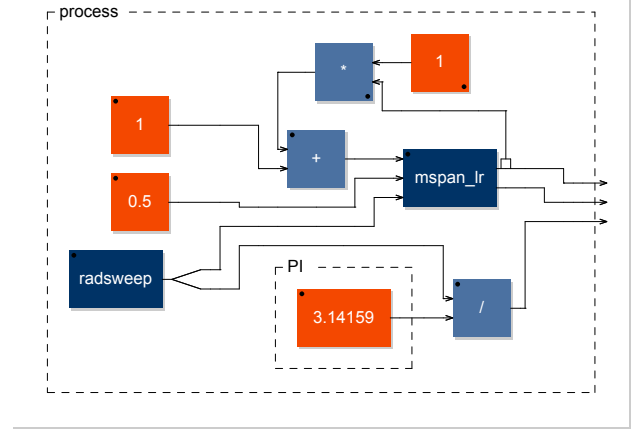 process
*
1
1
+
mspan_lr
0.5
radsweep
PI
3.14159
/